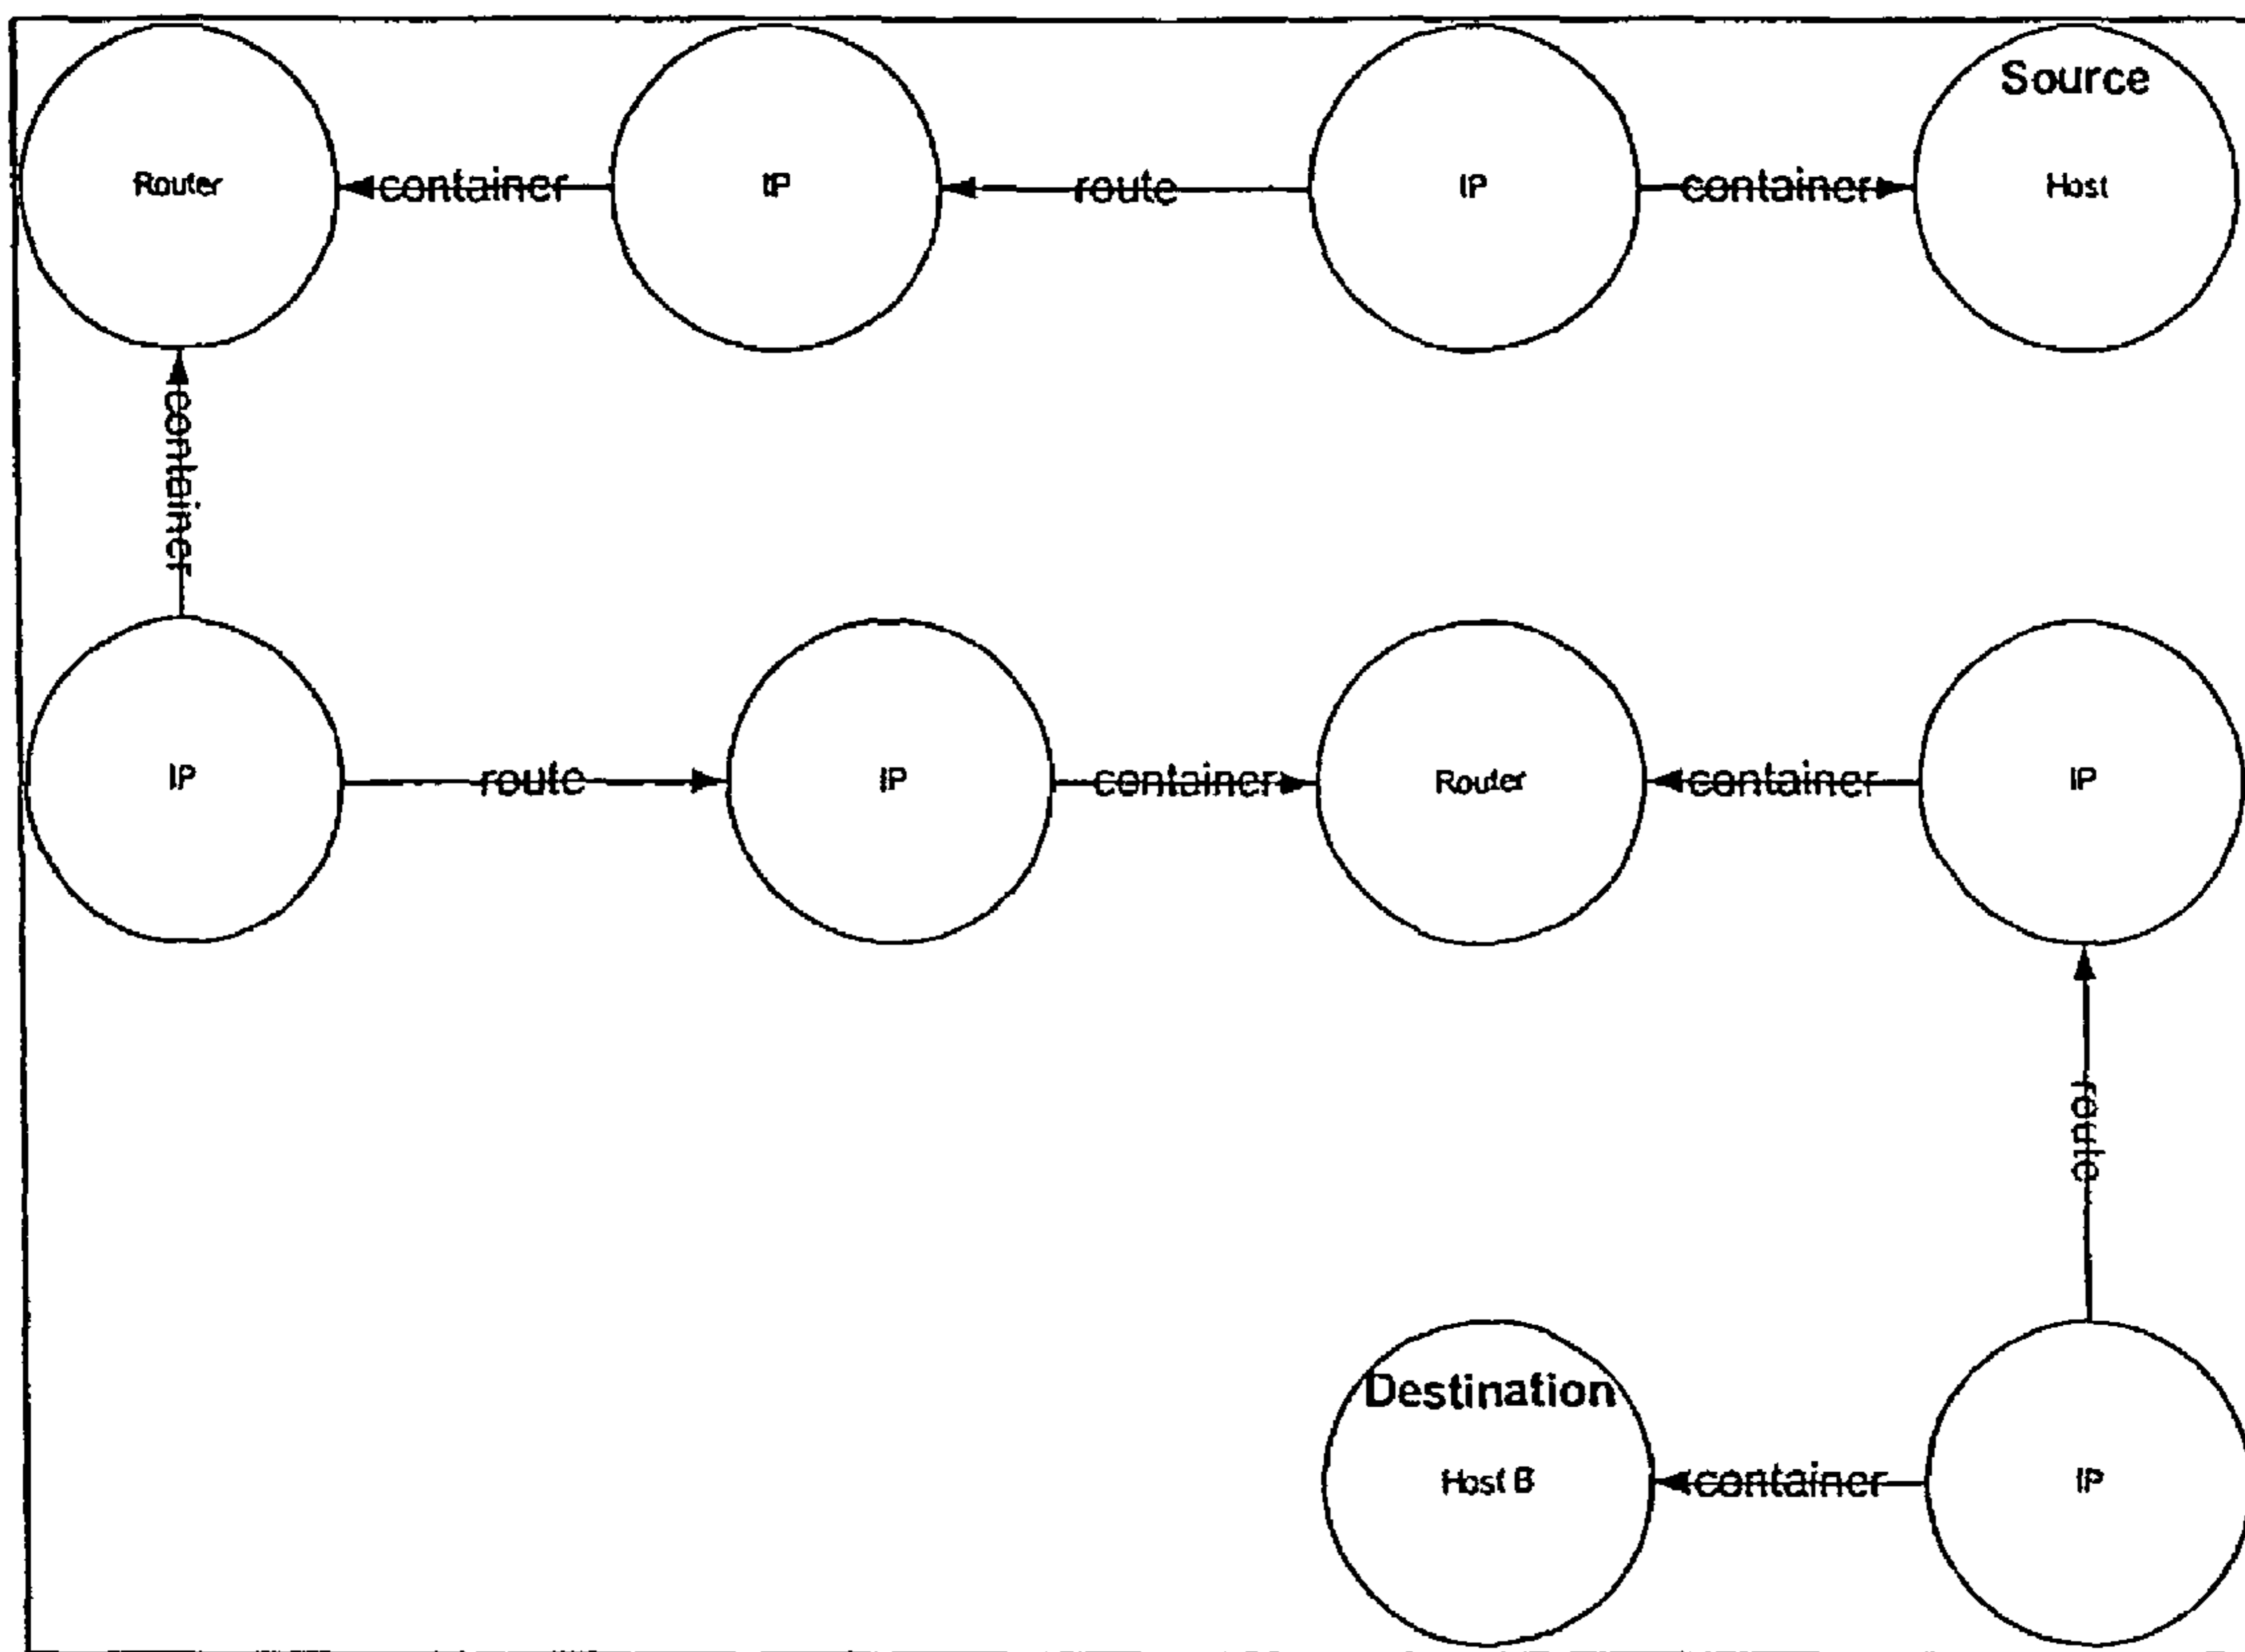 Source
Router
container
IP
route
IP
container
Host
container
IP
route
IP
container
Router
container
IP
route
Destination
Host B
container
IP